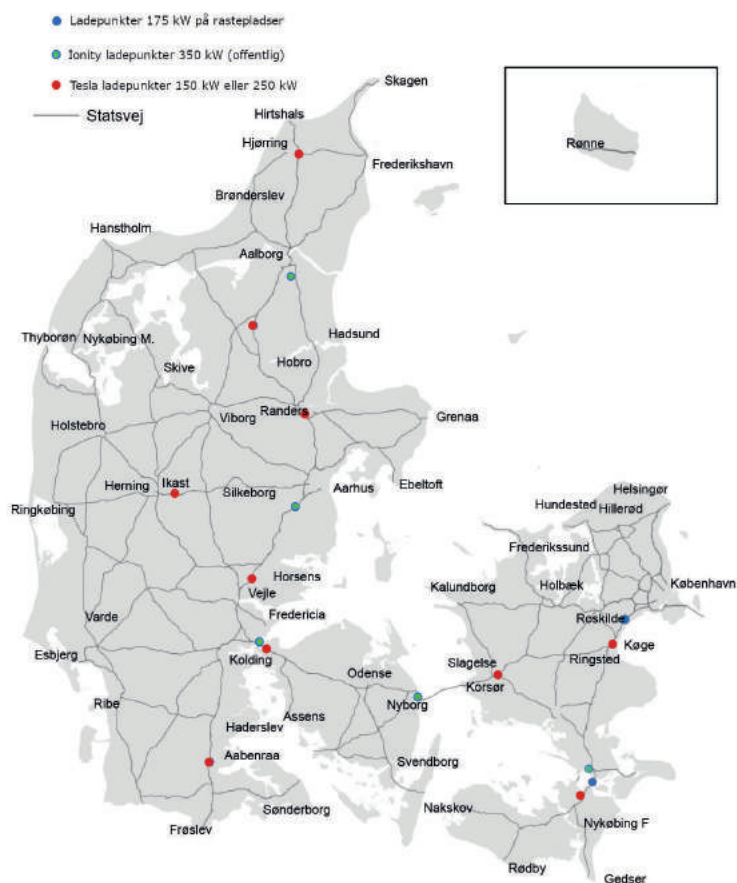 Ladepunkter 175 kW på rastepladser
Ionity ladepunkter 350 kW (offentlig)
Tesla ladepunkter 150 kW eller 250 kW
Statsvej
Skagen
Hirtshals
Hjørring
Frederikshavn
Rønne
Brønderslev
Hanstholm
Aalborg
Thyborøn
Nykøbing M.
Hadsund
Skive
Hobro
Holstebro
Viborg
Randers
Grenaa
Herning
Ikast
Silkeborg
Aarhus
Ebeltoft
Ringkøbing
Helsingør
Hundested
Hillerød
Frederikssund
Horsens
Kalundborg
Holbæk
København
Vejle
Varde
Fredericia
Roskilde
Esbjerg
Kolding
Odense
Slagelse
Ringsted
Køge
Korsør
Ribe
Assens
Nyborg
Haderslev
Aabenraa
Svendborg
Sønderborg
Nakskov
Nykøbing F
Frøslev
Rødby
Gedser